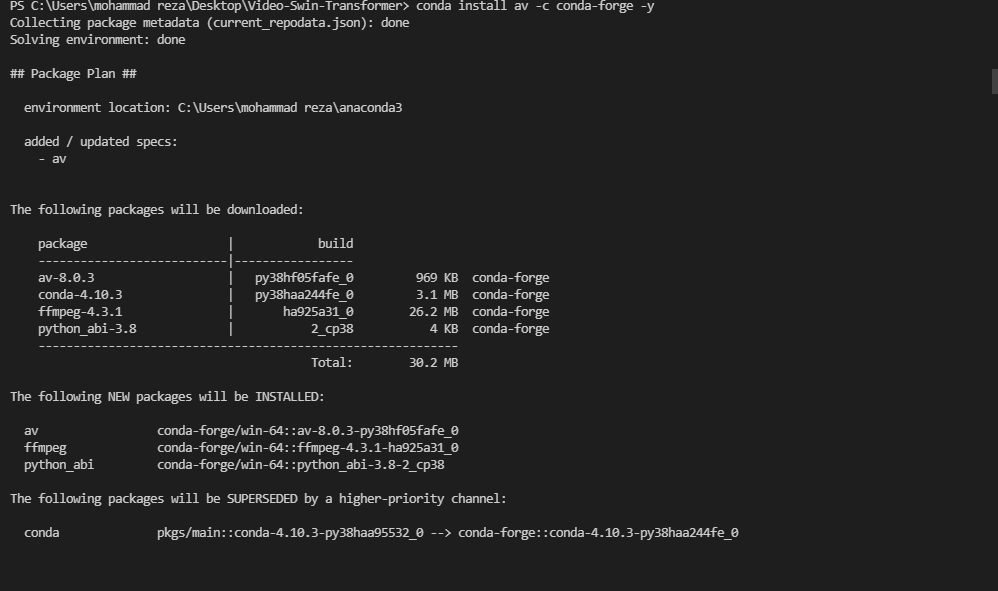 PS C:\Users\mohammad reza\Desktop\Video-Swin-Transformer> conda install av -c conda-forge -y
Collecting package metadata (current_repodata.json): done
Solving environment: done
## Package Plan ##
environment location: C:\Users\mohammad reza\anaconda3
added / updated specs:
- av
The following packages will be downloaded:
package | build
---------------------------|-----------------
av-8.0.3 | py38hf05fafe_0 969 KB conda-forge
conda-4.10.3 | py38haa244fe_0 3.1 MB conda-forge
ffmpeg-4.3.1 | ha925a31_0 26.2 MB conda-forge
python_abi-3.8 | 2_cp38 4 KB conda-forge
------------------------------------------------------------
Total: 30.2 MB
The following NEW packages will be INSTALLED:
av conda-forge/win-64::av-8.0.3-py38hf05fafe_0
ffmpeg conda-forge/win-64::ffmpeg-4.3.1-ha925a31_0
python_abi conda-forge/win-64::python_abi-3.8-2_cp38
The following packages will be SUPERSEDED by a higher-priority channel:
conda pkgs/main::conda-4.10.3-py38haa95532_0 --> conda-forge::conda-4.10.3-py38haa244fe_0